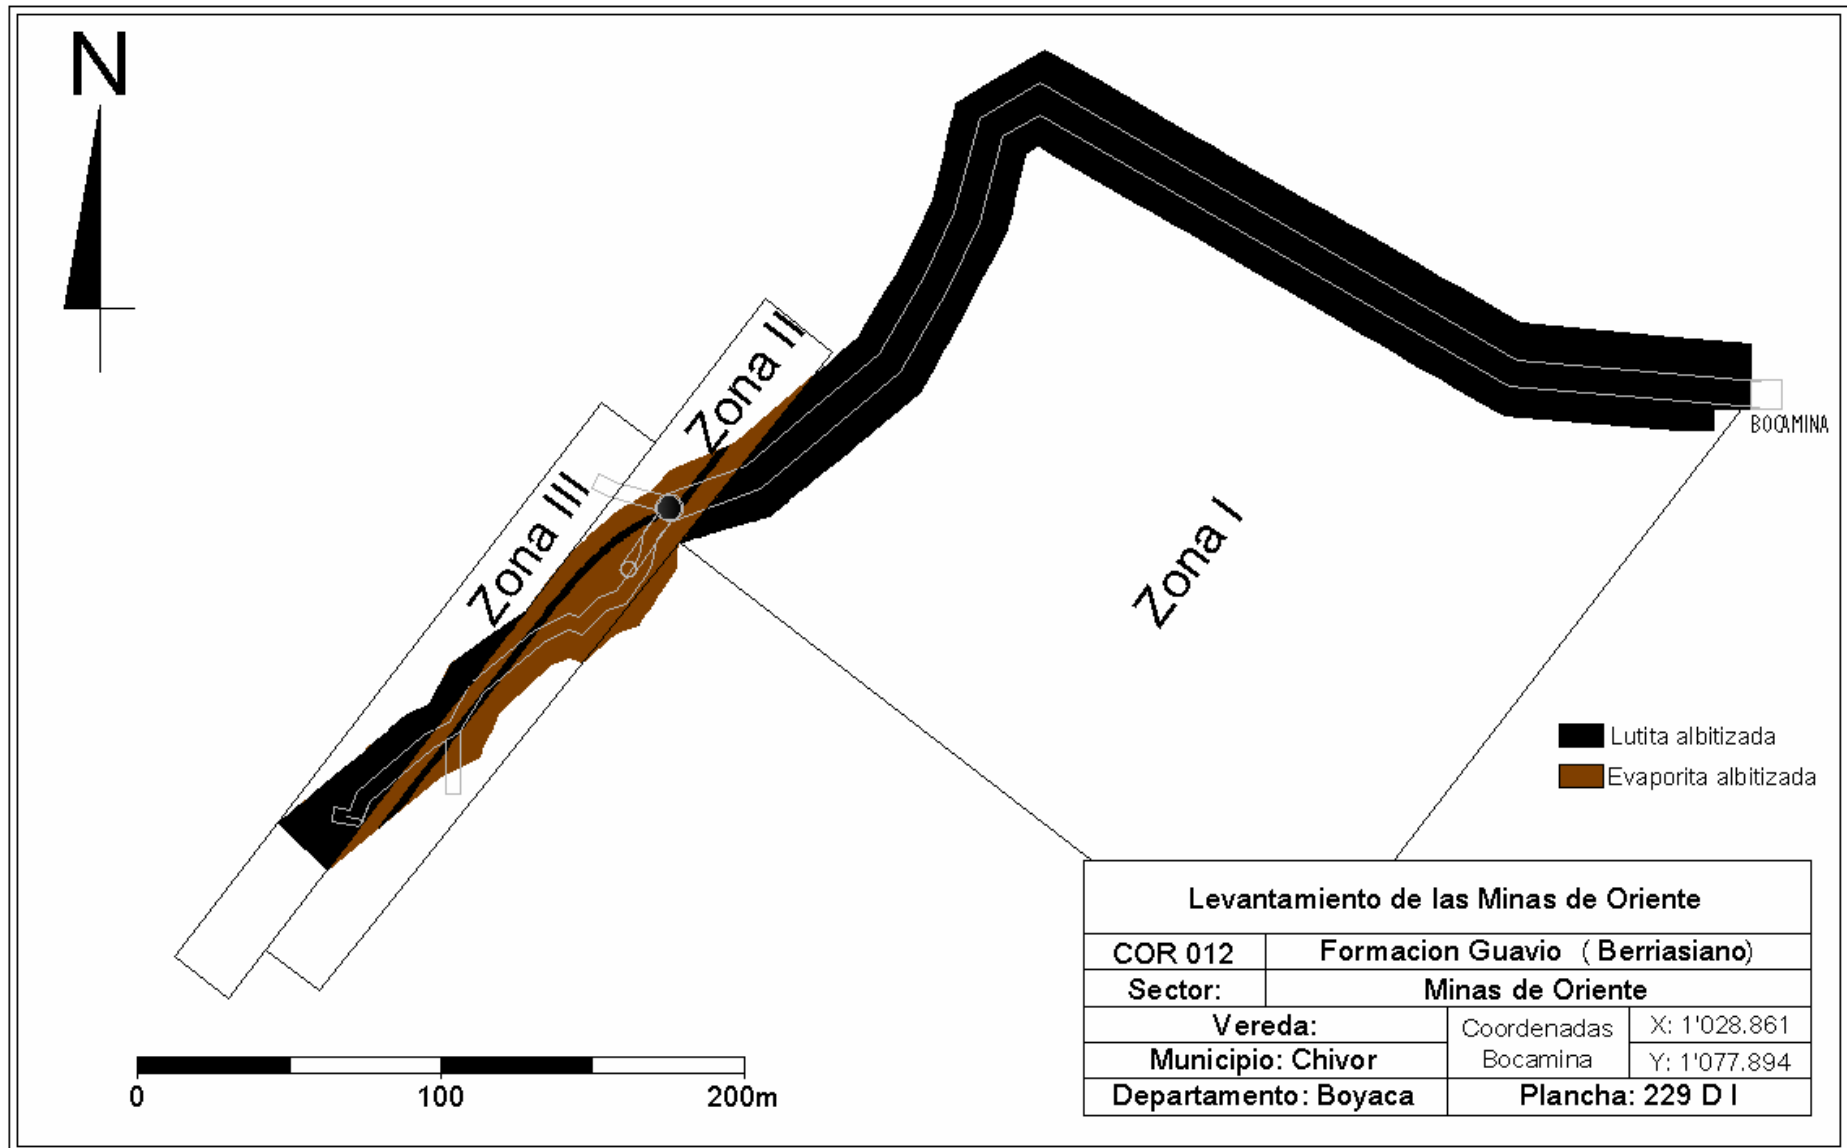 N
Zona II
Zona III
BOCAMINA
Zona I
Lutita albitizada
Evaporita albitizada
Levantamiento de las Minas de Oriente
COR 012 Formacion Guavio ( Berriasiano)
Sector: Minas de Oriente
Vereda:
Coordenadas
Bocamina
X: 1'028.861
Municipio: Chivor
Y: 1'077.894
Departamento: Boyaca Plancha: 229 D I
0 100 200m